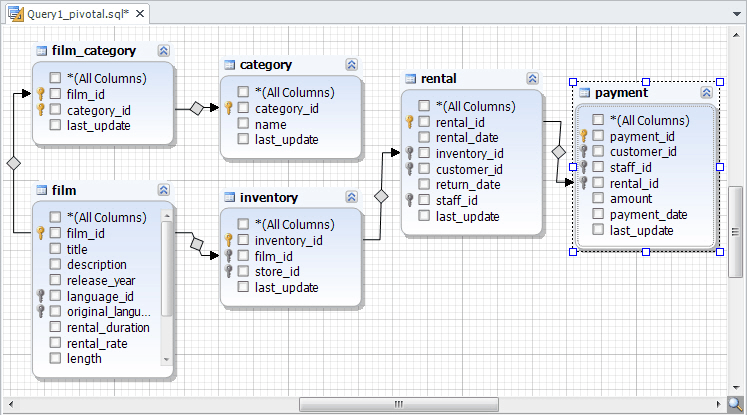 Query1_pivotal.sql*
film_category
*(All Columns)
film_id
category_id
last_update
category
*(All Columns)
category_id
name
last_update
rental
*(All Columns)
rental_id
rental_date
inventory_id
customer_id
return_date
staff_id
last_update
payment
*(All Columns)
payment_id
customer_id
staff_id
rental_id
amount
payment_date
last_update
film
*(All Columns)
film_id
title
description
release_year
language_id
original_langu...
rental_duration
rental_rate
length
inventory
*(All Columns)
inventory_id
film_id
store_id
last_update